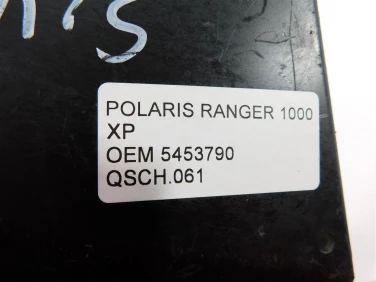 POLARIS RANGER 1000
XP
OEM 5453790
QSCH.061